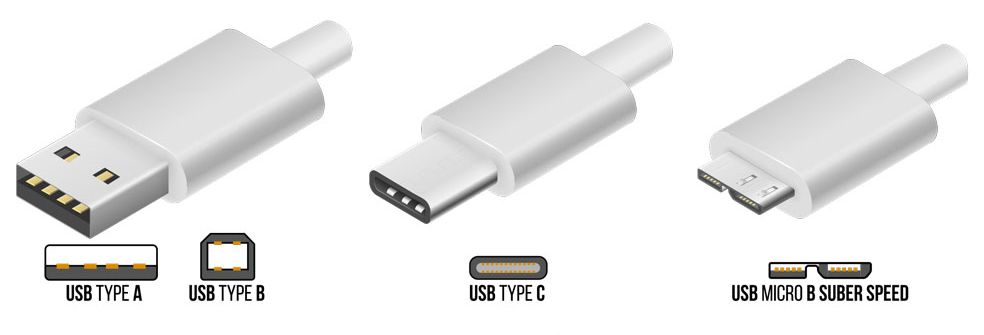 USB TYPE A
USB TYPE B
USB TYPE C
USB MICRO B SUBER SPEED